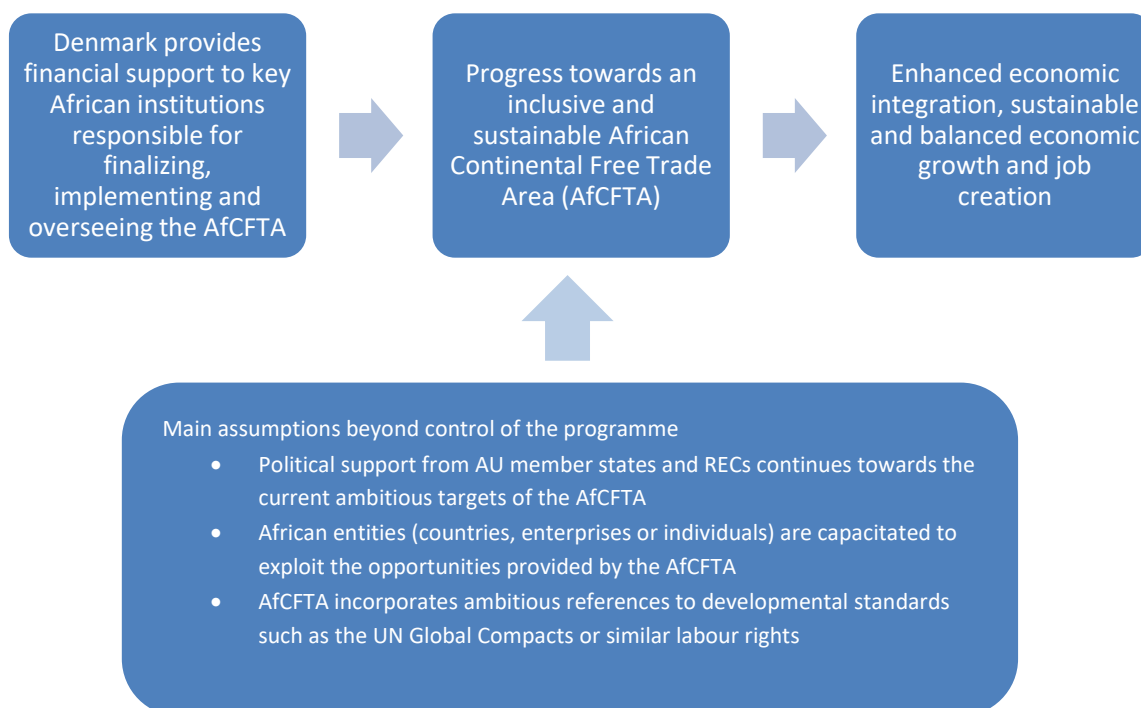 Denmark provides
financial support to key
African institutions
responsible for
finalizing,
implementing and
overseeing the AfCFTA
Progress towards an
inclusive and
sustainable African
Continental Free Trade
Area (AfCFTA)
Enhanced economic
integration, sustainable
and balanced economic
growth and job
creation
Main assumptions beyond control of the programme
• Political support from AU member states and RECs continues towards the
current ambitious targets of the AfCFTA
• African entities (countries, enterprises or individuals) are capacitated to
exploit the opportunities provided by the AfCFTA
• AfCFTA incorporates ambitious references to developmental standards
such as the UN Global Compacts or similar labour rights